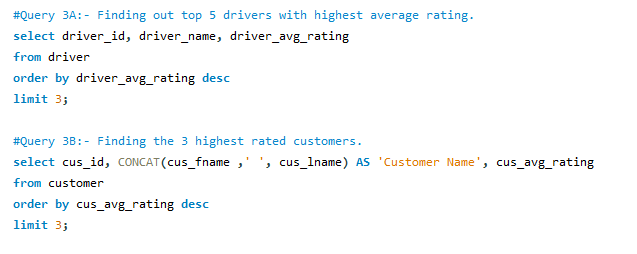 #Query 3A:- Finding out top 5 drivers with highest average rating.
select driver_id, driver_name, driver_avg_rating
from driver
order by driver_avg_rating desc
limit 3;
#Query 3B:- Finding the 3 highest rated customers.
select cus_id, CONCAT(cus_fname ,' ', cus_lname) AS 'Customer Name', cus_avg_rating
from customer
order by cus_avg_rating desc
limit 3;